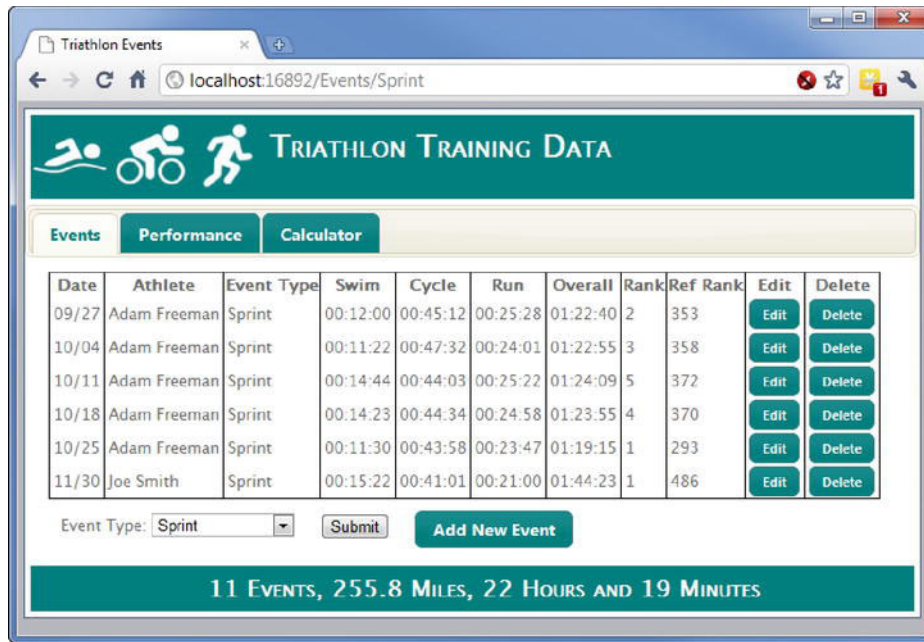 Triathlon Events
localhost:16892/Events/Sprint
1
TRIATHLON TRAINING DATA
Events Performance Calculator
Date Athlete Event Type Swim Cycle Run Overall Rank Ref Rank Edit Delete
09/27 Adam Freeman Sprint 00:12:00 00:45:12 00:25:28 01:22:40 2 353 Edit Delete
10/04 Adam Freeman Sprint 00:11:22 00:47:32 00:24:01 01:22:55 3 358 Edit Delete
10/11 Adam Freeman Sprint 00:14:44 00:44:03 00:25:22 01:24:09 5 372 Edit Delete
10/18 Adam Freeman Sprint 00:14:23 00:44:34 00:24:58 01:23:55 4 370 Edit Delete
10/25 Adam Freeman Sprint 00:11:30 00:43:58 00:23:47 01:19:15 1 293 Edit Delete
11/30 Joe Smith Sprint 00:15:22 00:41:01 00:21:00 01:44:23 1 486 Edit Delete
Event Type: Sprint Submit Add New Event
11 EVENTS, 255.8 MILES, 22 HOURS AND 19 MINUTES